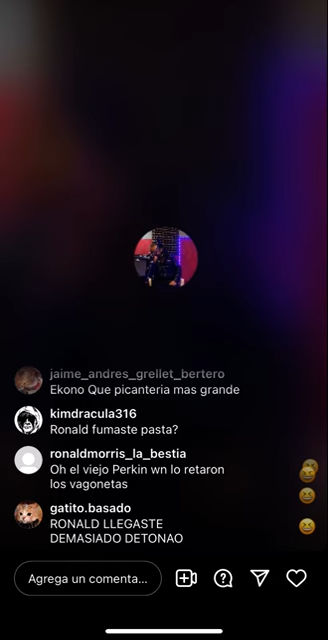 jaime_andres_grellet_bertero
Ekono Que picanteria mas grande
kimdracula316
Ronald fumaste pasta?
ronaldmorris_la_bestia
Oh el viejo Perkin wn lo retaron
los vagonetas
gatito.basado
RONALD LLEGASTE
DEMASIADO DETONAO
Agrega un comenta...